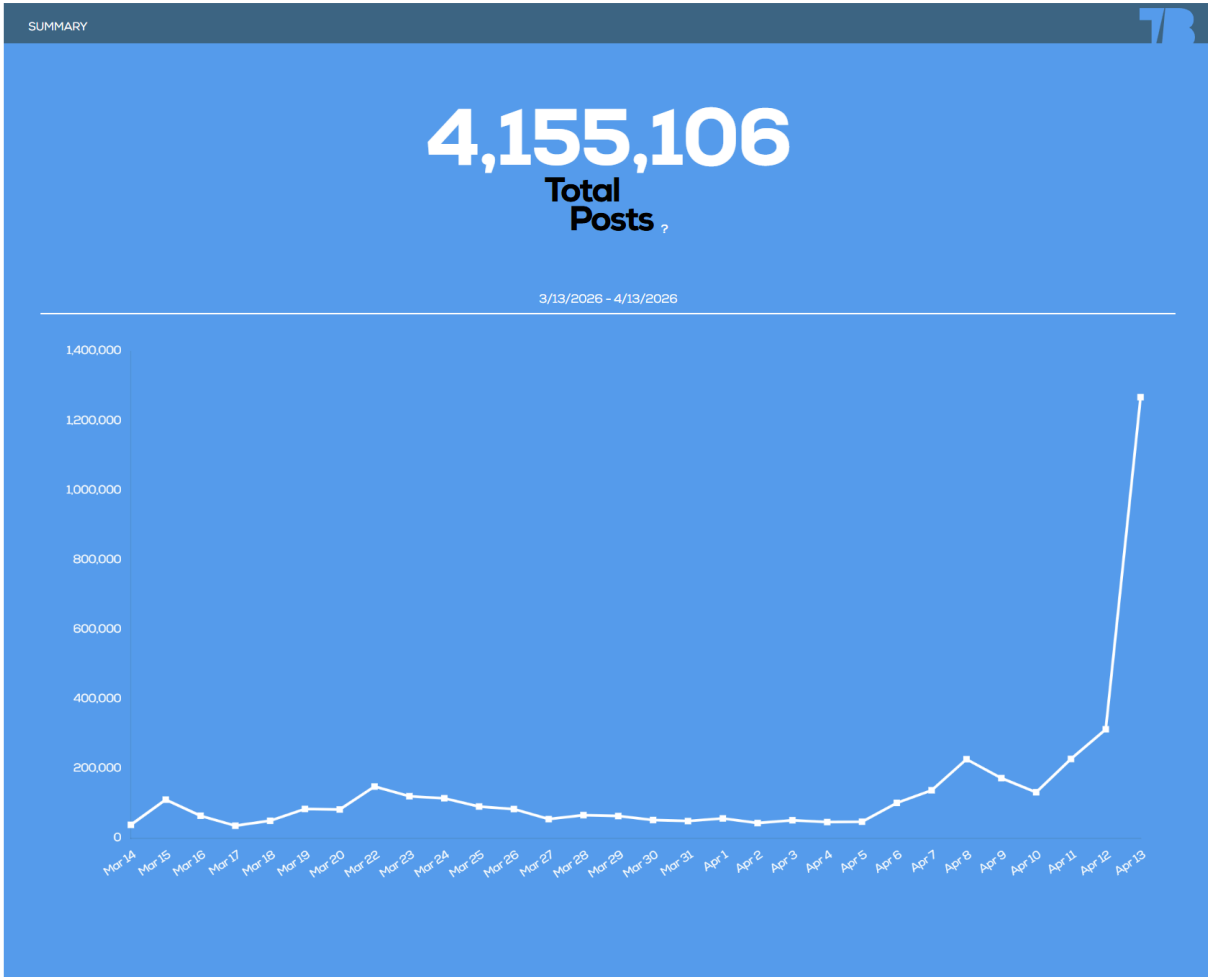 SUMMARY
TB
4,155,106
Total
Posts ?
3/13/2026 - 4/13/2026
1,400,000
1,200,000
1,000,000
800,000
600,000
400,000
200,000
0
Mar 14 Mar 15 Mar 16 Mar 17 Mar 18 Mar 19 Mar 20 Mar 22 Mar 23 Mar 24 Mar 25 Mar 26 Mar 27 Mar 28 Mar 29 Mar 30 Mar 31 Apr 1 Apr 2 Apr 3 Apr 4 Apr 5 Apr 6 Apr 7 Apr 8 Apr 9 Apr 10 Apr 11 Apr 12 Apr 13